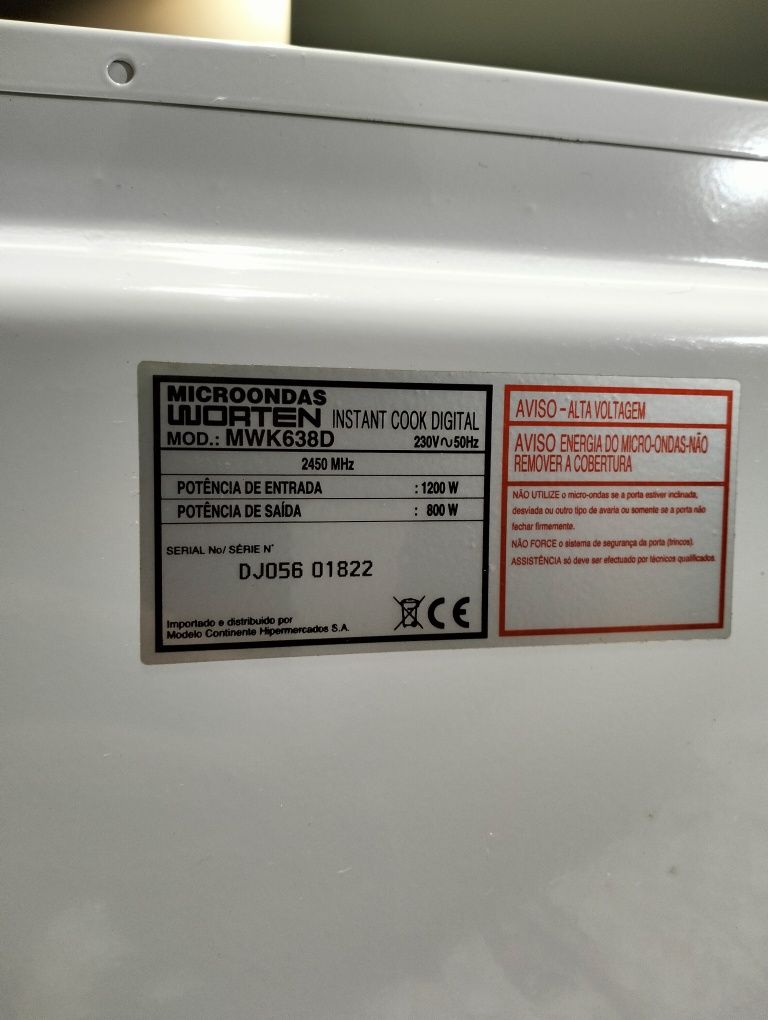 MICROONDAS
WORTEN INSTANT COOK DIGITAL
MOD.: MWK638D 230V∿50Hz
2450 MHz
POTÊNCIA DE ENTRADA : 1200 W
POTÊNCIA DE SAÍDA : 800 W
SERIAL No/ SÉRIE N°
DJ056 01822
Importado e distribuido por
Modelo Continente Hipermercados S.A.
CE
AVISO - ALTA VOLTAGEM
AVISO ENERGIA DO MICRO-ONDAS-NÃO
REMOVER A COBERTURA
NÃO UTILIZE o micro-ondas se a porta estiver inclinada,
desviada ou outro tipo de avaria ou somente se a porta não
fechar firmemente.
NÃO FORCE o sistema de segurança da porta (trincos).
ASSISTÊNCIA só deve ser efectuado por técnicos qualificados.